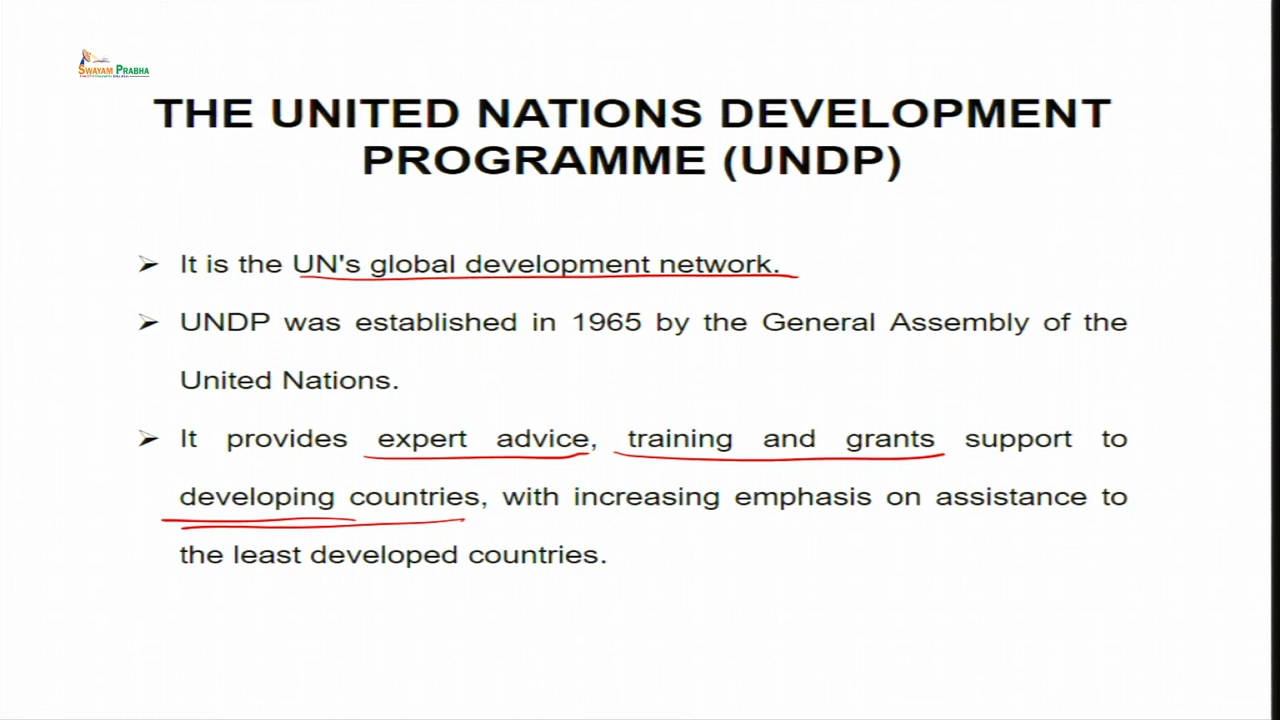 SWAYAM PRABHA
THE UNITED NATIONS DEVELOPMENT
PROGRAMME (UNDP)
➢ It is the UN's global development network.
➢ UNDP was established in 1965 by the General Assembly of the
United Nations.
➢ It provides expert advice, training and grants support to
developing countries, with increasing emphasis on assistance to
the least developed countries.